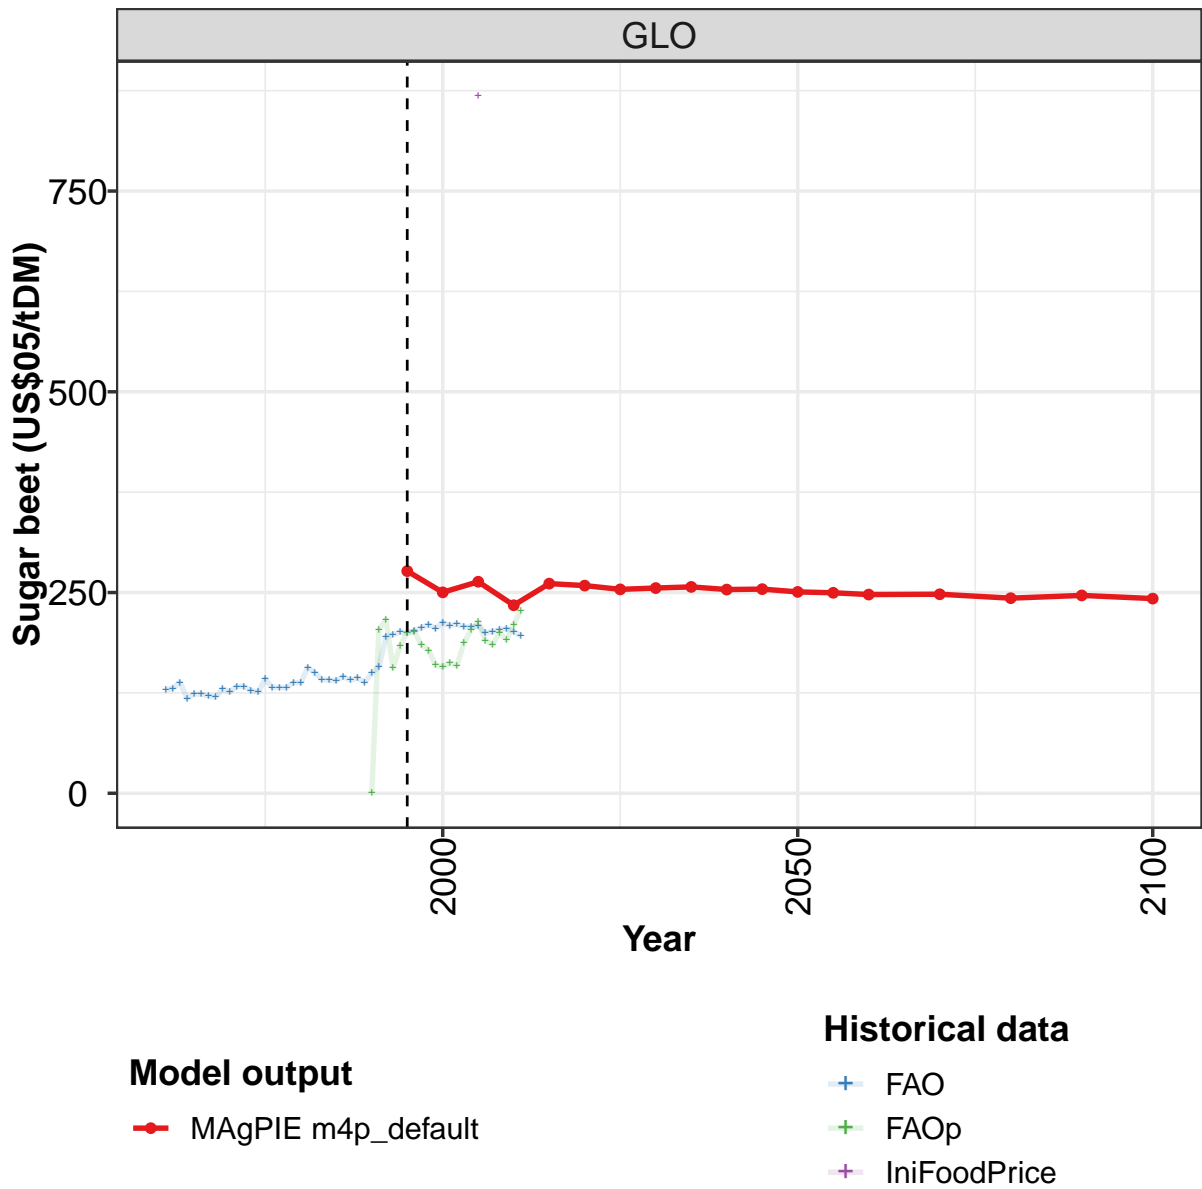 GLO
Sugar beet (US$05/tDM)
750
500
250
0
2000
2050
2100
Year
Model output
MAgPIE m4p_default
Historical data
FAO
FAOp
IniFoodPrice